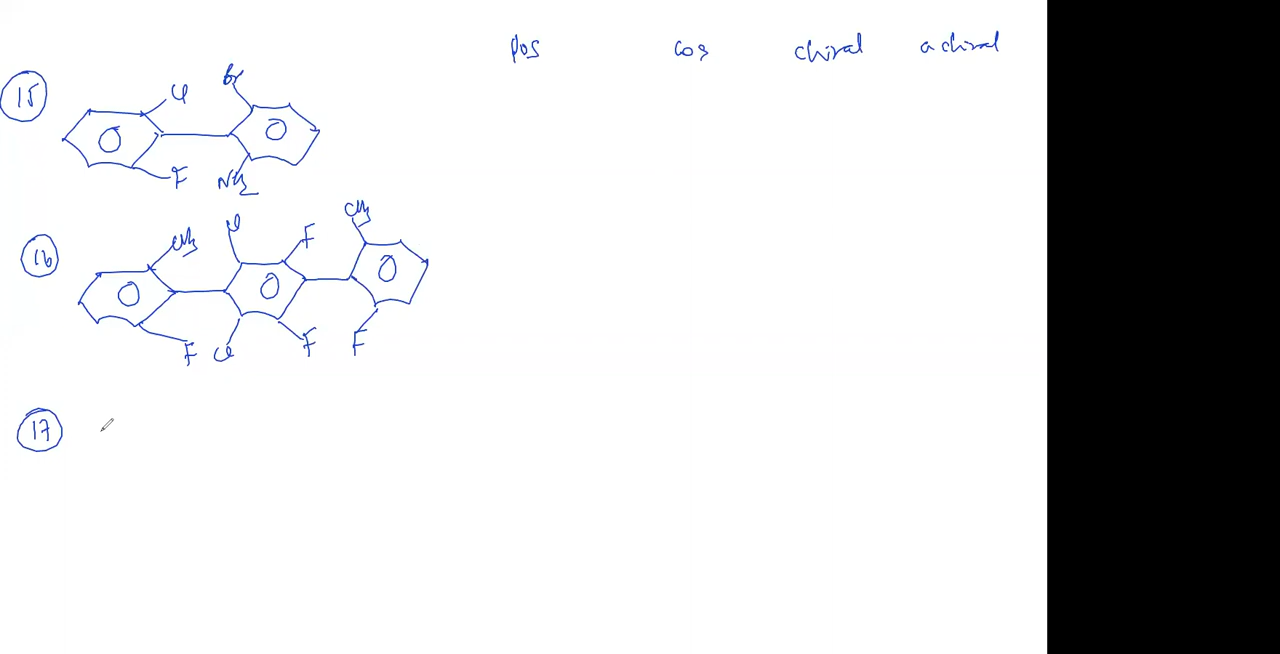 Pos cos chiral achiral
15
Cl Br
F NH2
16
CH3 Cl F CH3
F Cl F F
17